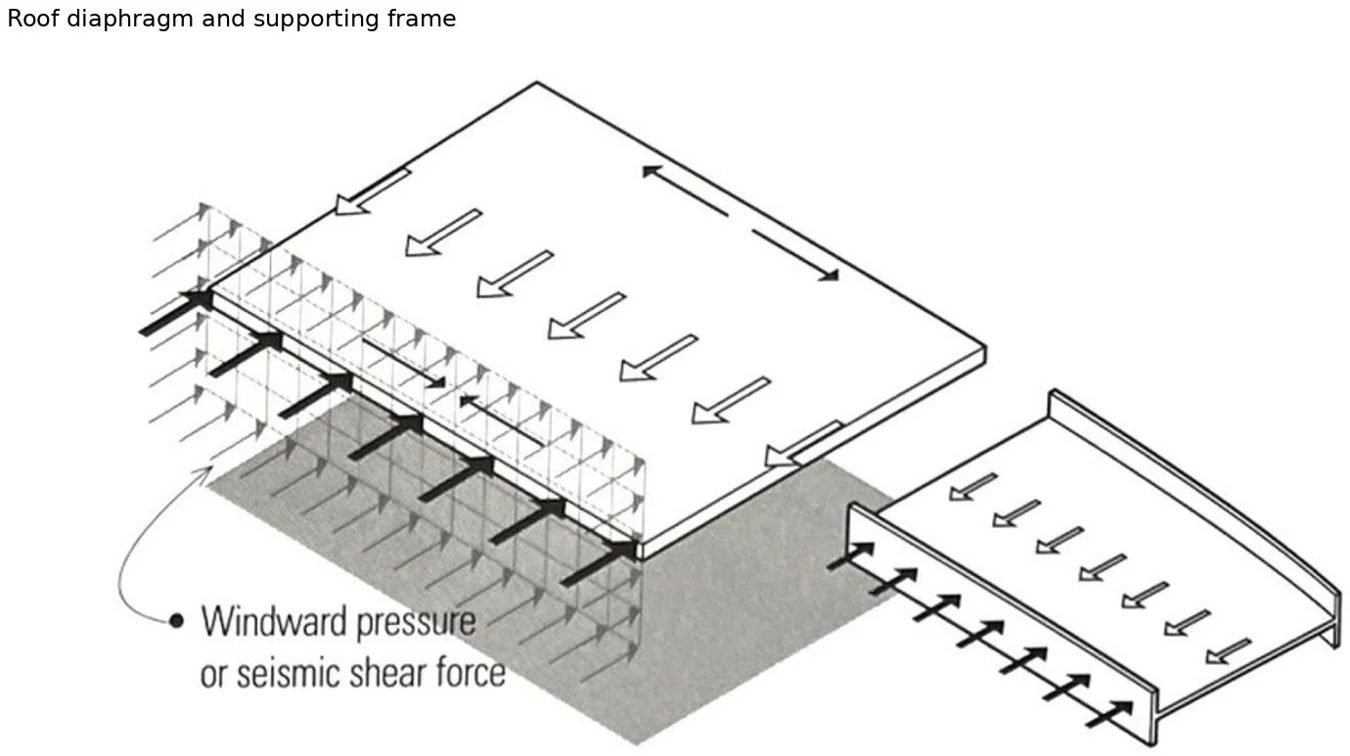 Roof diaphragm and supporting frame
Windward pressure
or seismic shear force